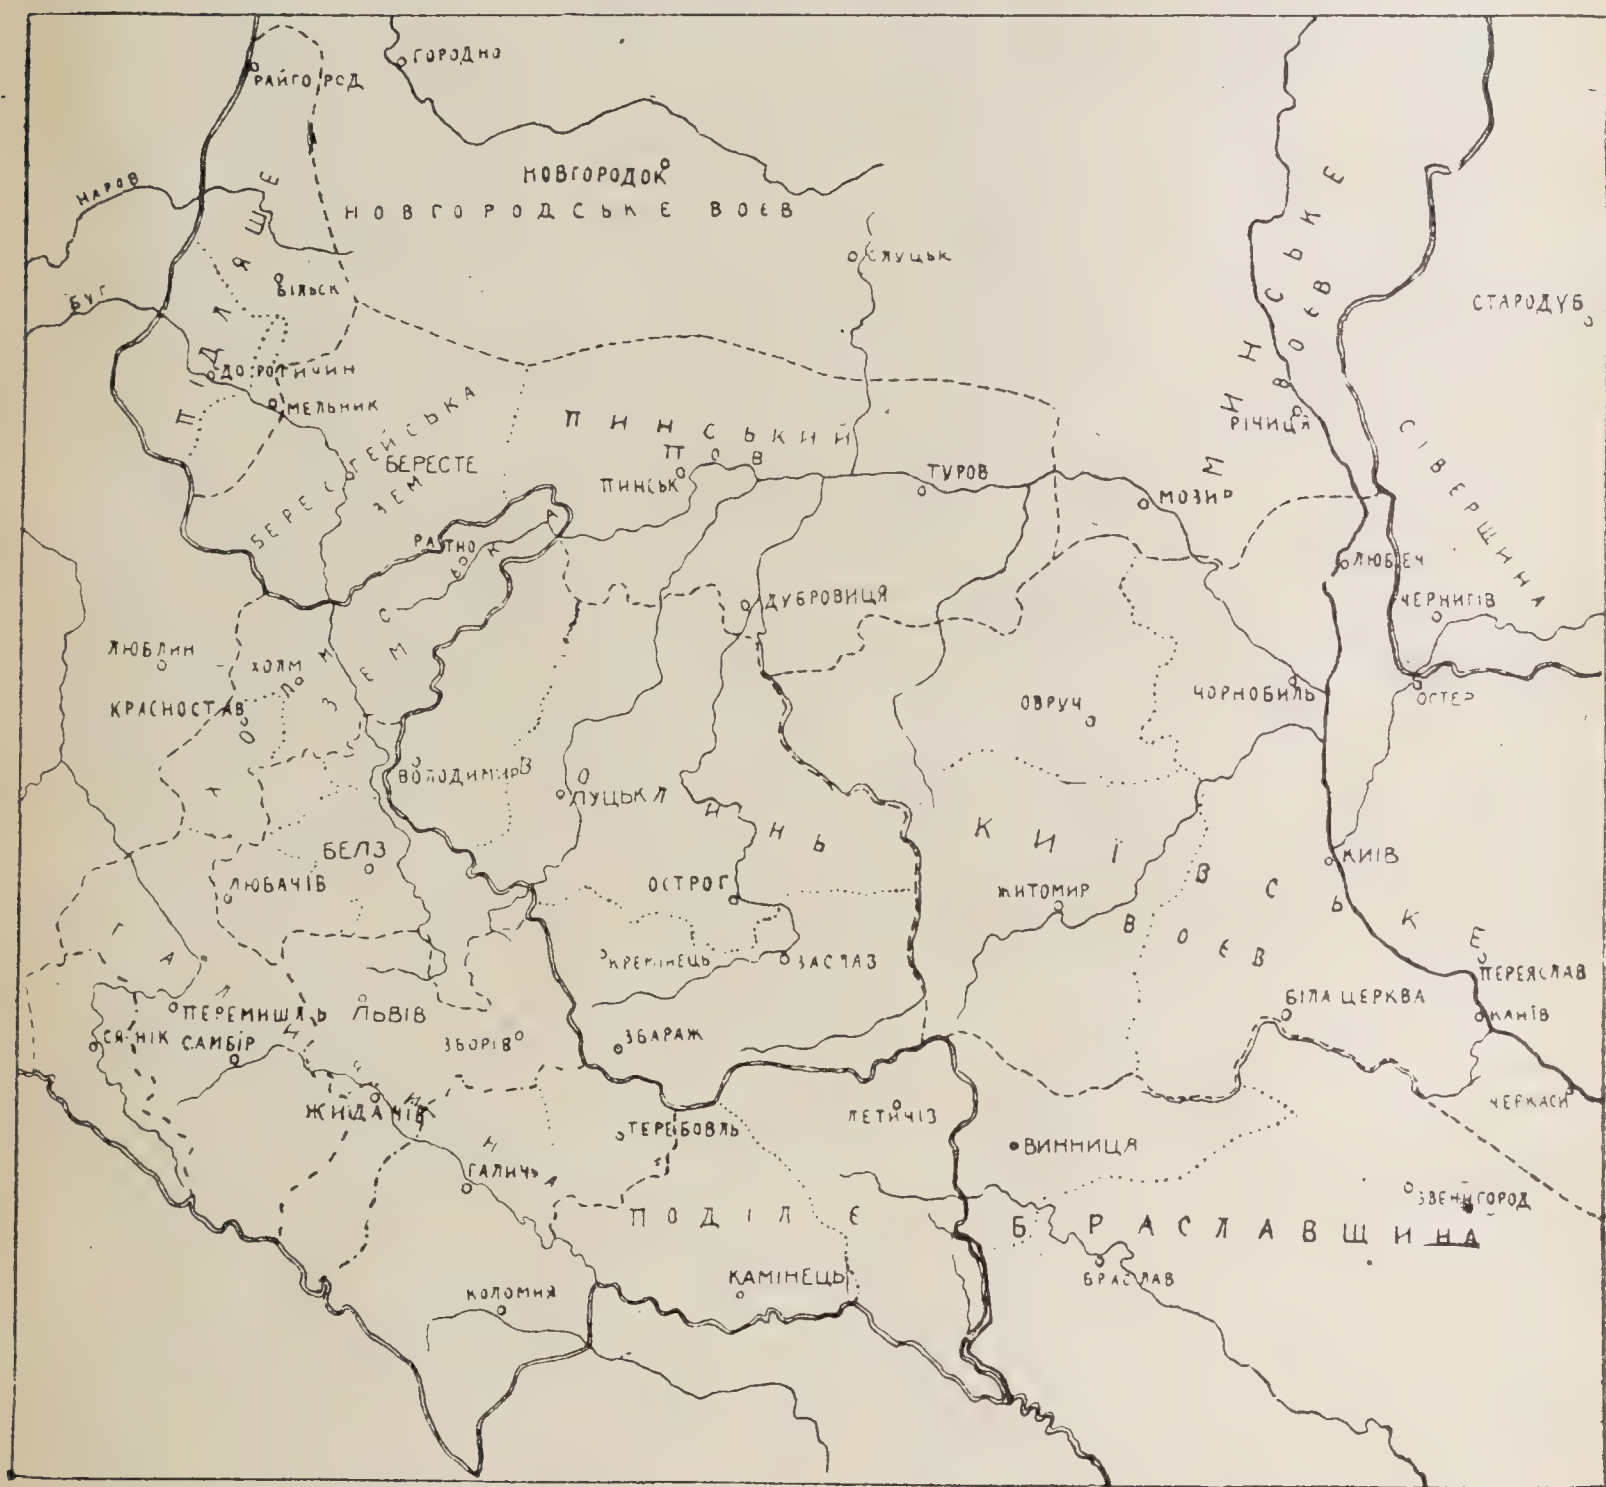 ГОРОДНО
РАЙГОРОД
НАРОВ
НОВГОРОДОК
НОВГОРОДСЬКЕ ВОЄВ
БУГ
БІЛЬСК
СЛУЦЬК
СТАРОДУБ
ПІДЛЯШЕ
ДОРОГИЧИН
МЕЛЬНИК
МИНСЬКЕ ВОЄВ
РІЧИЦЯ
СІВЕРЩИНА
БЕРЕСТЕЙСЬКА ЗЕМ
БЕРЕСТЕ
ПИНСЬКИЙ
ПОВ
ПИНСЬК
ТУРОВ
МОЗИР
РАТНО
ЛЮБЕЧ
ЧЕРНИГІВ
ДУБРОВИЦЯ
ЛЮБЛИН
ХОЛМ
ХОЛМСКА
ЗЕМ
КРАСНОСТАВ
ОВРУЧ
ЧОРНОБИЛЬ
ОСТЕР
ВОЛОДИМИР
ЛУЦЬК
ВОЛИНЬ
БЕЛЗ
ЛЮБАЧІВ
ОСТРОГ
КИЇВСЬКЕ
ВОЄВ
КИІВ
ЖИТОМИР
КРЕМІНЕЦЬ
ЗАСЛАВ
ПЕРЕЯСЛАВ
КАНІВ
БІЛА ЦЕРКВА
ПЕРЕМИШЛЬ
ЛЬВІВ
СЯНІК
САМБІР
ЗБОРІВ
ЗБАРАЖ
ГАЛИЧИНА
ЖИДАЧІВ
ТЕРЕБОВЛЬ
ЛЕТИЧІВ
ВИННИЦЯ
ЧЕРКАСИ
ГАЛИЧ
ЗВЕНИГОРОД
ПОДІЛЄ
БРАСЛАВЩИНА
БРАСЛАВ
КАМІНЕЦЬ
КОЛОМИЯ